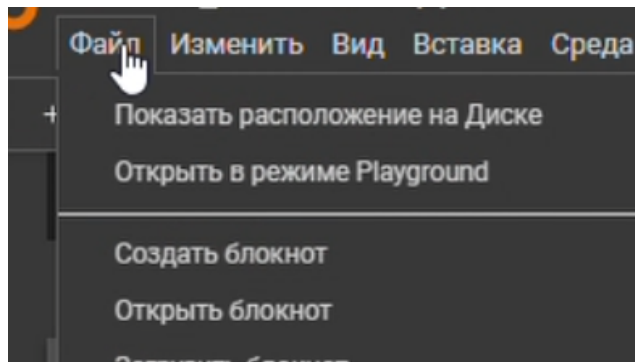 Файл Изменить Вид Вставка Среда
+
Показать расположение на Диске
Открыть в режиме Playground
Создать блокнот
Открыть блокнот